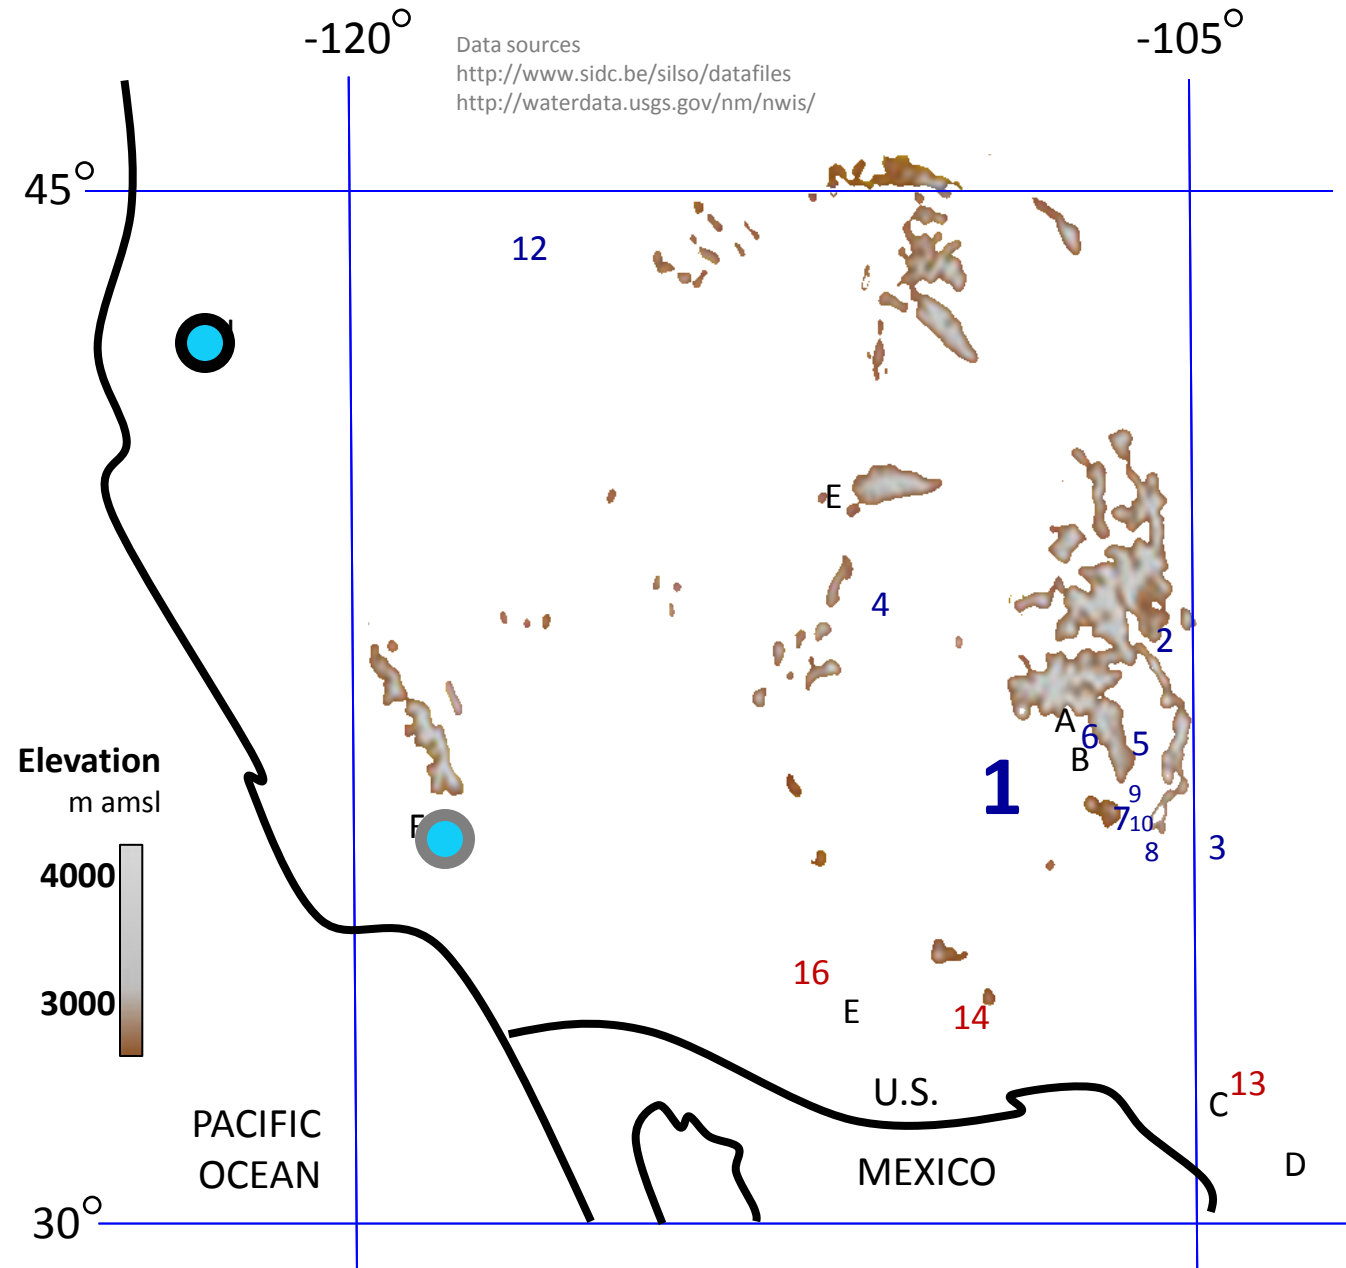 -120°
-105°
Data sources
http://www.sidc.be/silso/datafiles
http://waterdata.usgs.gov/nm/nwis/
45°
12
E
4
2
A
6
5
B
1
9
7
10
8
3
F
Elevation
m amsl
4000
3000
16
E
14
U.S.
13
C
PACIFIC
OCEAN
MEXICO
D
30°